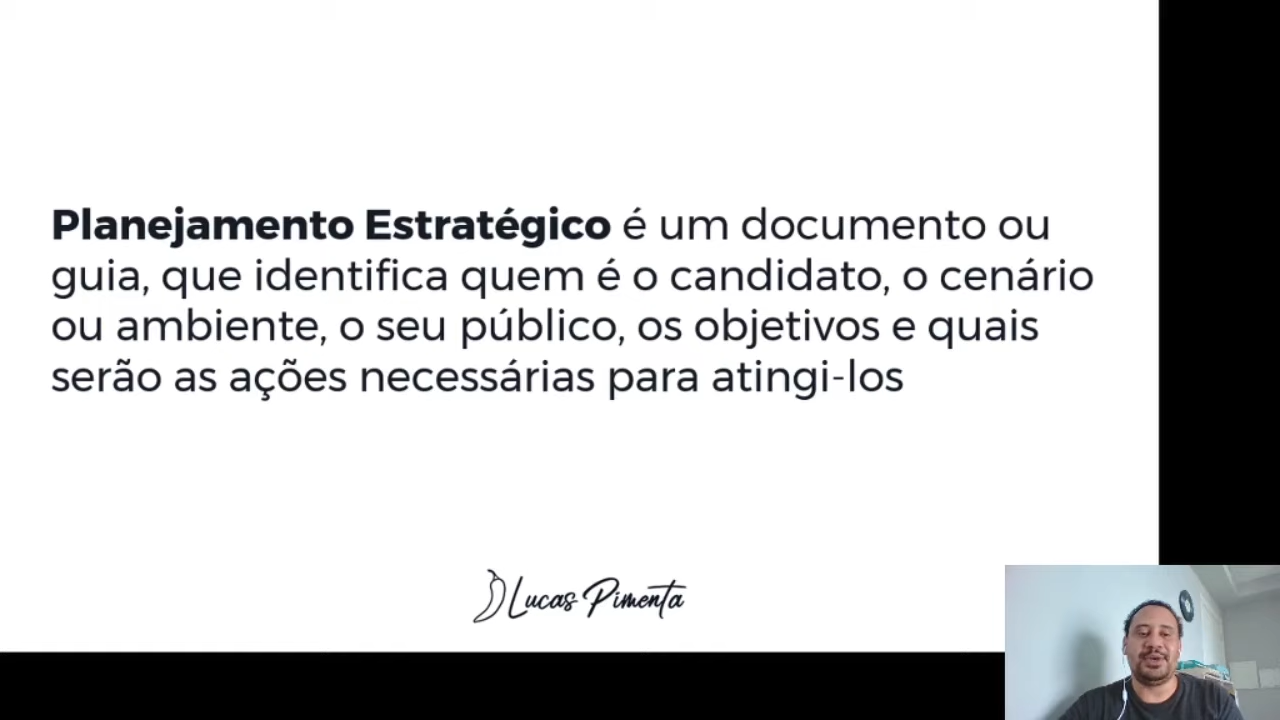 Planejamento Estratégico é um documento ou
guia, que identifica quem é o candidato, o cenário
ou ambiente, o seu público, os objetivos e quais
serão as ações necessárias para atingi-los
Lucas Pimenta